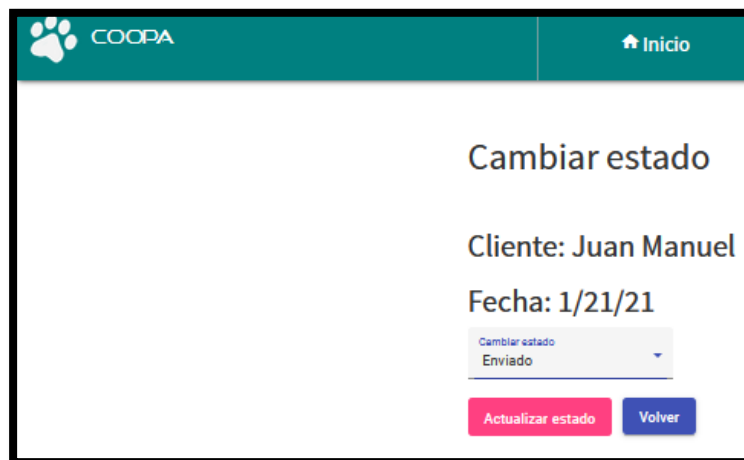 COOPA
Inicio
Cambiar estado
Cliente: Juan Manuel
Fecha: 1/21/21
Cambiar estado
Enviado
Actualizar estado
Volver